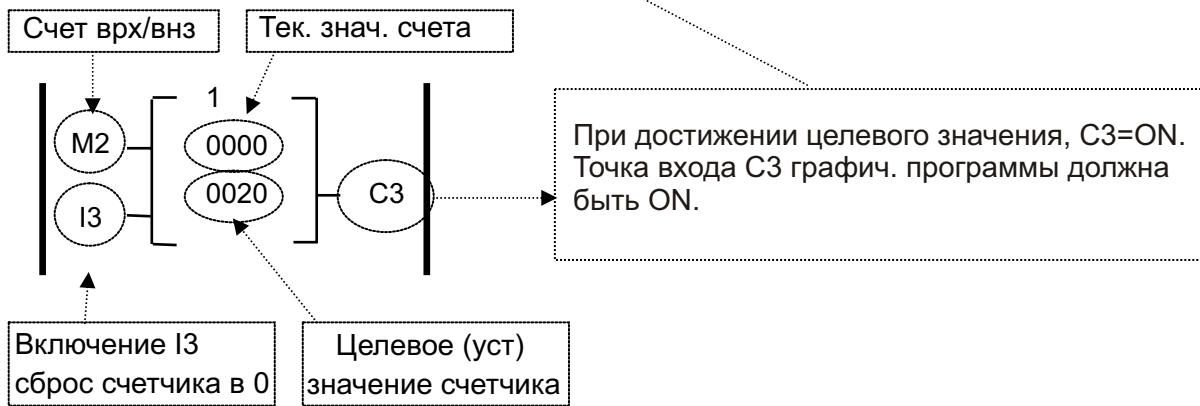 Счет врх/внз
Тек. знач. счета
1
M2
0000
0020
I3
C3
При достижении целевого значения, C3=ON.
Точка входа C3 графич. программы должна
быть ON.
Включение I3
сброс счетчика в 0
Целевое (уст)
значение счетчика